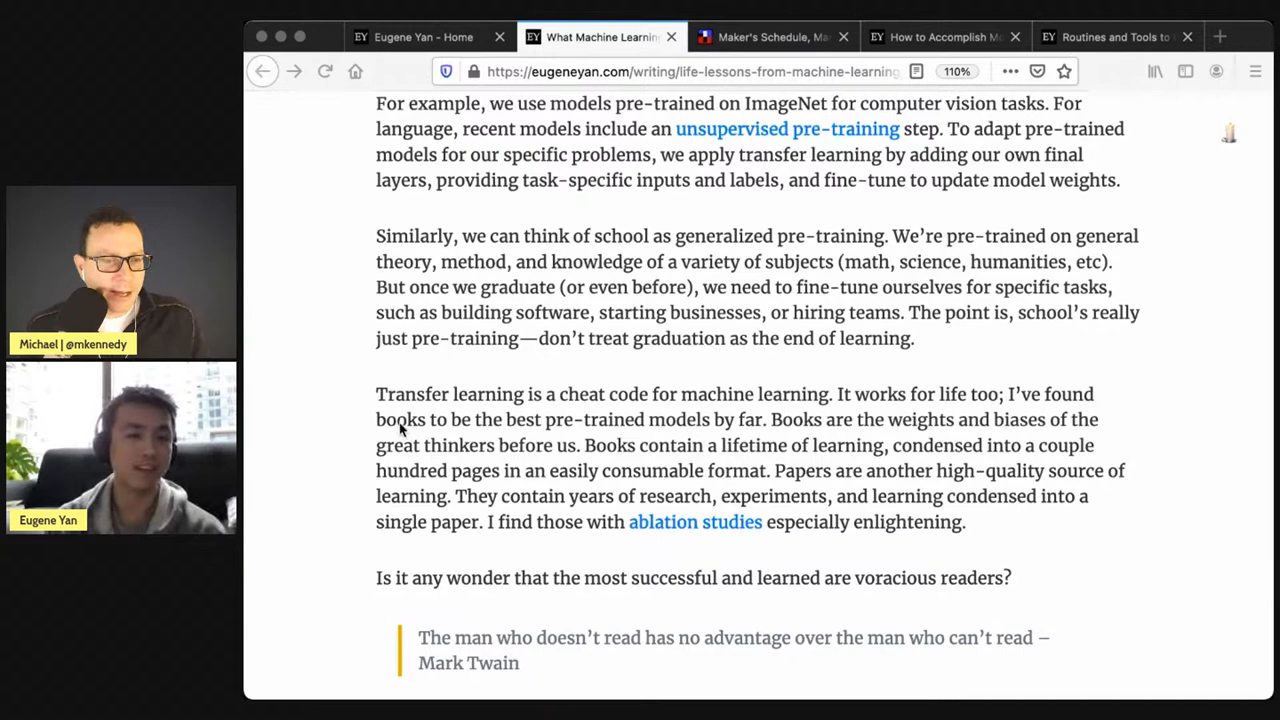 EY Eugene Yan - Home
EY What Machine Learnin
Maker's Schedule, Ma
EY How to Accomplish M
EY Routines and Tools to
https://eugeneyan.com/writing/life-lessons-from-machine-learning
110%
For example, we use models pre-trained on ImageNet for computer vision tasks. For
language, recent models include an unsupervised pre-training step. To adapt pre-trained
models for our specific problems, we apply transfer learning by adding our own final
layers, providing task-specific inputs and labels, and fine-tune to update model weights.
Similarly, we can think of school as generalized pre-training. We’re pre-trained on general
theory, method, and knowledge of a variety of subjects (math, science, humanities, etc).
But once we graduate (or even before), we need to fine-tune ourselves for specific tasks,
such as building software, starting businesses, or hiring teams. The point is, school’s really
just pre-training—don’t treat graduation as the end of learning.
Transfer learning is a cheat code for machine learning. It works for life too; I’ve found
books to be the best pre-trained models by far. Books are the weights and biases of the
great thinkers before us. Books contain a lifetime of learning, condensed into a couple
hundred pages in an easily consumable format. Papers are another high-quality source of
learning. They contain years of research, experiments, and learning condensed into a
single paper. I find those with ablation studies especially enlightening.
Is it any wonder that the most successful and learned are voracious readers?
The man who doesn’t read has no advantage over the man who can’t read –
Mark Twain
Michael | @mkennedy
Eugene Yan